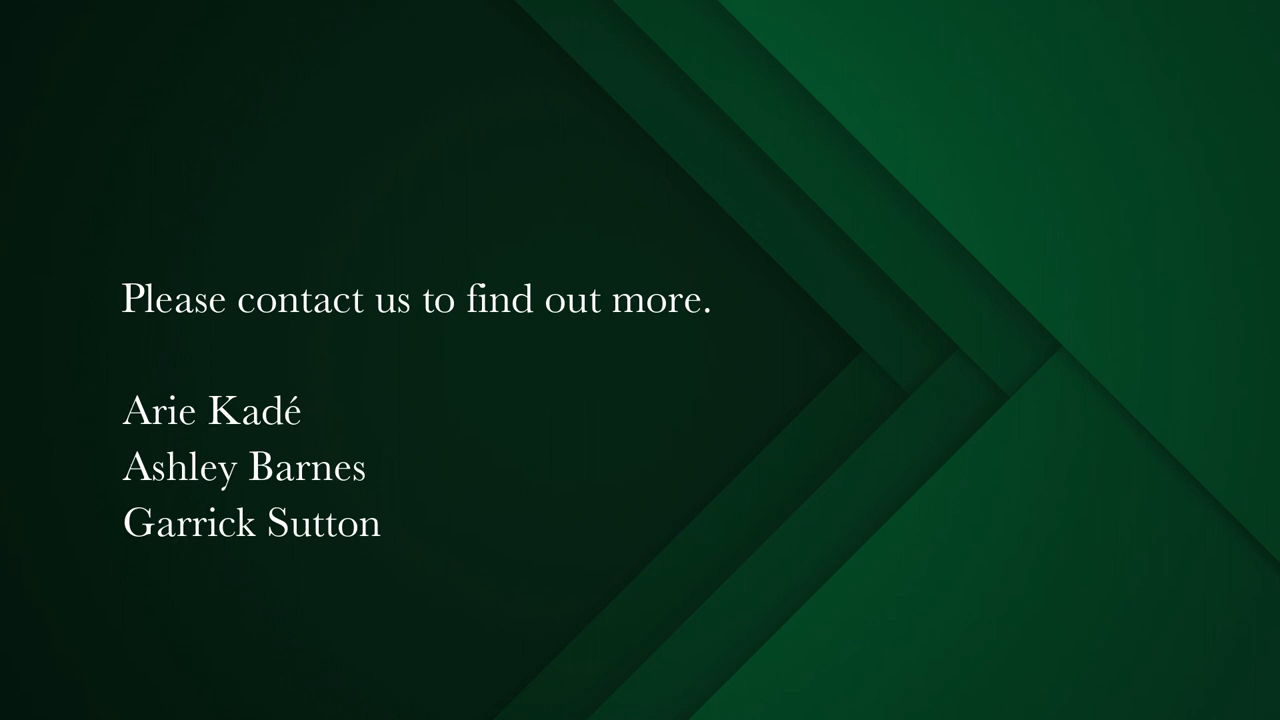 Please contact us to find out more.
Arie Kadé
Ashley Barnes
Garrick Sutton